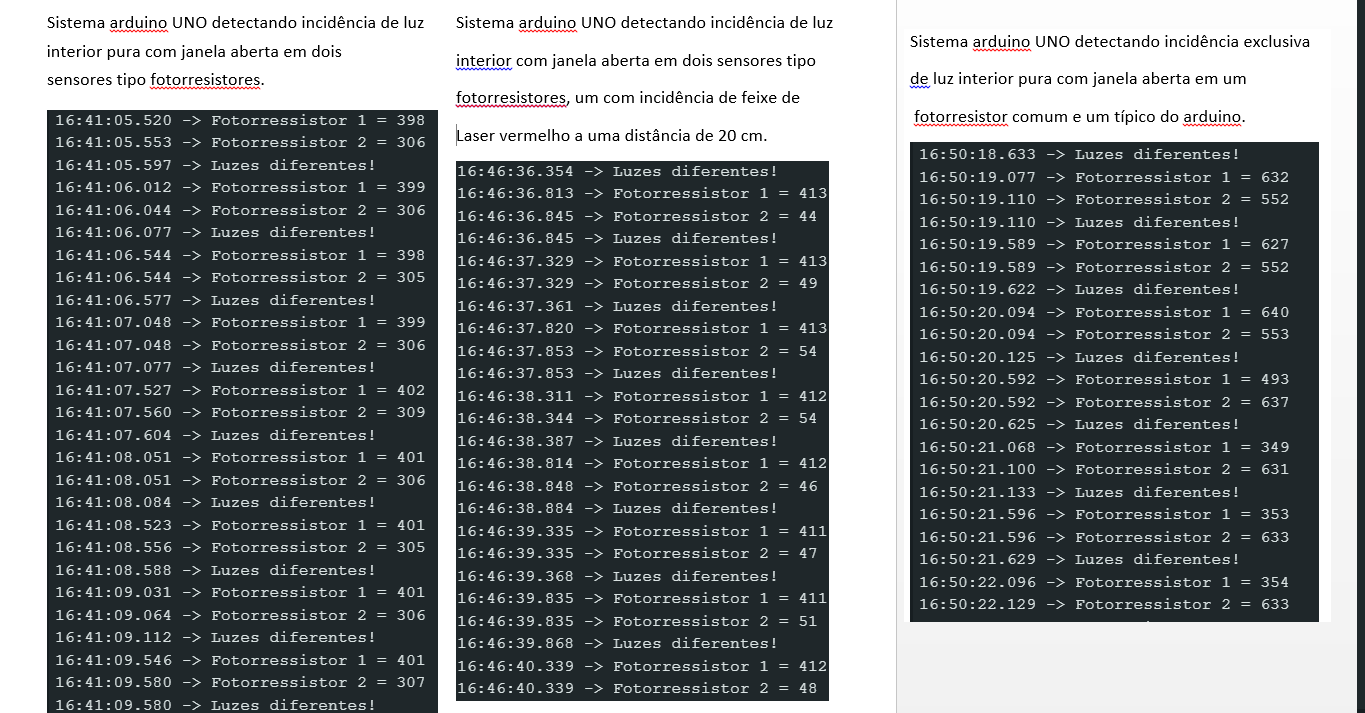 Sistema arduino UNO detectando incidência de luz
interior pura com janela aberta em dois
sensores tipo fotorresistores.
16:41:05.520 -> Fotorressistor 1 = 398
16:41:05.553 -> Fotorressistor 2 = 306
16:41:05.597 -> Luzes diferentes!
16:41:06.012 -> Fotorressistor 1 = 399
16:41:06.044 -> Fotorressistor 2 = 306
16:41:06.077 -> Luzes diferentes!
16:41:06.544 -> Fotorressistor 1 = 398
16:41:06.544 -> Fotorressistor 2 = 305
16:41:06.577 -> Luzes diferentes!
16:41:07.048 -> Fotorressistor 1 = 399
16:41:07.048 -> Fotorressistor 2 = 306
16:41:07.077 -> Luzes diferentes!
16:41:07.527 -> Fotorressistor 1 = 402
16:41:07.560 -> Fotorressistor 2 = 309
16:41:07.604 -> Luzes diferentes!
16:41:08.051 -> Fotorressistor 1 = 401
16:41:08.051 -> Fotorressistor 2 = 306
16:41:08.084 -> Luzes diferentes!
16:41:08.523 -> Fotorressistor 1 = 401
16:41:08.556 -> Fotorressistor 2 = 305
16:41:08.588 -> Luzes diferentes!
16:41:09.031 -> Fotorressistor 1 = 401
16:41:09.064 -> Fotorressistor 2 = 306
16:41:09.112 -> Luzes diferentes!
16:41:09.546 -> Fotorressistor 1 = 401
16:41:09.580 -> Fotorressistor 2 = 307
16:41:09.580 -> Luzes diferentes!
Sistema arduino UNO detectando incidência de luz
interior com janela aberta em dois sensores tipo
fotorresistores, um com incidência de feixe de
Laser vermelho a uma distância de 20 cm.
16:46:36.354 -> Luzes diferentes!
16:46:36.813 -> Fotorressistor 1 = 413
16:46:36.845 -> Fotorressistor 2 = 44
16:46:36.845 -> Luzes diferentes!
16:46:37.329 -> Fotorressistor 1 = 413
16:46:37.329 -> Fotorressistor 2 = 49
16:46:37.361 -> Luzes diferentes!
16:46:37.820 -> Fotorressistor 1 = 413
16:46:37.853 -> Fotorressistor 2 = 54
16:46:37.853 -> Luzes diferentes!
16:46:38.311 -> Fotorressistor 1 = 412
16:46:38.344 -> Fotorressistor 2 = 54
16:46:38.387 -> Luzes diferentes!
16:46:38.814 -> Fotorressistor 1 = 412
16:46:38.848 -> Fotorressistor 2 = 46
16:46:38.884 -> Luzes diferentes!
16:46:39.335 -> Fotorressistor 1 = 411
16:46:39.335 -> Fotorressistor 2 = 47
16:46:39.368 -> Luzes diferentes!
16:46:39.835 -> Fotorressistor 1 = 411
16:46:39.835 -> Fotorressistor 2 = 51
16:46:39.868 -> Luzes diferentes!
16:46:40.339 -> Fotorressistor 1 = 412
16:46:40.339 -> Fotorressistor 2 = 48
Sistema arduino UNO detectando incidência exclusiva
de luz interior pura com janela aberta em um
fotorresistor comum e um típico do arduino.
16:50:18.633 -> Luzes diferentes!
16:50:19.077 -> Fotorressistor 1 = 632
16:50:19.110 -> Fotorressistor 2 = 552
16:50:19.110 -> Luzes diferentes!
16:50:19.589 -> Fotorressistor 1 = 627
16:50:19.589 -> Fotorressistor 2 = 552
16:50:19.622 -> Luzes diferentes!
16:50:20.094 -> Fotorressistor 1 = 640
16:50:20.094 -> Fotorressistor 2 = 553
16:50:20.125 -> Luzes diferentes!
16:50:20.592 -> Fotorressistor 1 = 493
16:50:20.592 -> Fotorressistor 2 = 637
16:50:20.625 -> Luzes diferentes!
16:50:21.068 -> Fotorressistor 1 = 349
16:50:21.100 -> Fotorressistor 2 = 631
16:50:21.133 -> Luzes diferentes!
16:50:21.596 -> Fotorressistor 1 = 353
16:50:21.596 -> Fotorressistor 2 = 633
16:50:21.629 -> Luzes diferentes!
16:50:22.096 -> Fotorressistor 1 = 354
16:50:22.129 -> Fotorressistor 2 = 633